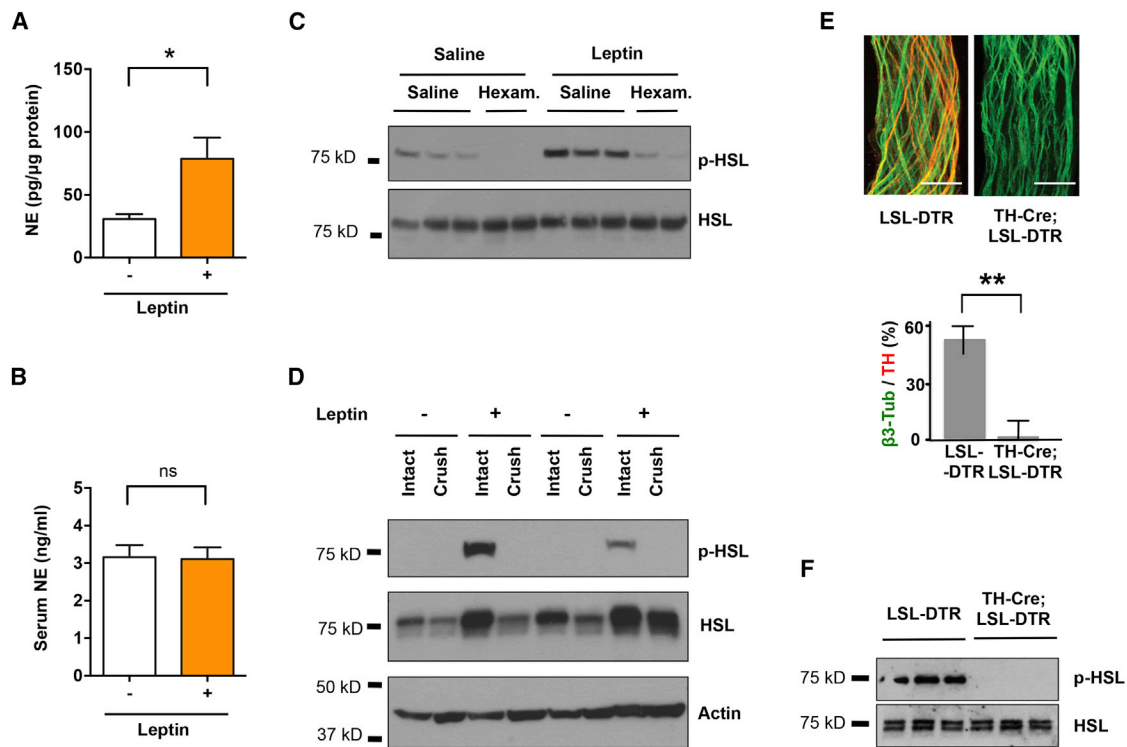 A
*
NE (pg/µg protein)
150
100
50
0
- +
Leptin
B
ns
Serum NE (ng/ml)
5
4
3
2
1
0
- +
Leptin
C
Saline Leptin
Saline Hexam. Saline Hexam.
75 kD p-HSL
75 kD HSL
D
Leptin - + - +
Intact Crush Intact Crush Intact Crush Intact Crush
75 kD p-HSL
75 kD HSL
50 kD
37 kD
Actin
E
LSL-DTR TH-Cre;
LSL-DTR
**
β3-Tub / TH (%)
60
30
0
LSL- TH-Cre;
-DTR LSL-DTR
F
LSL-DTR TH-Cre;
LSL-DTR
75 kD p-HSL
75 kD HSL